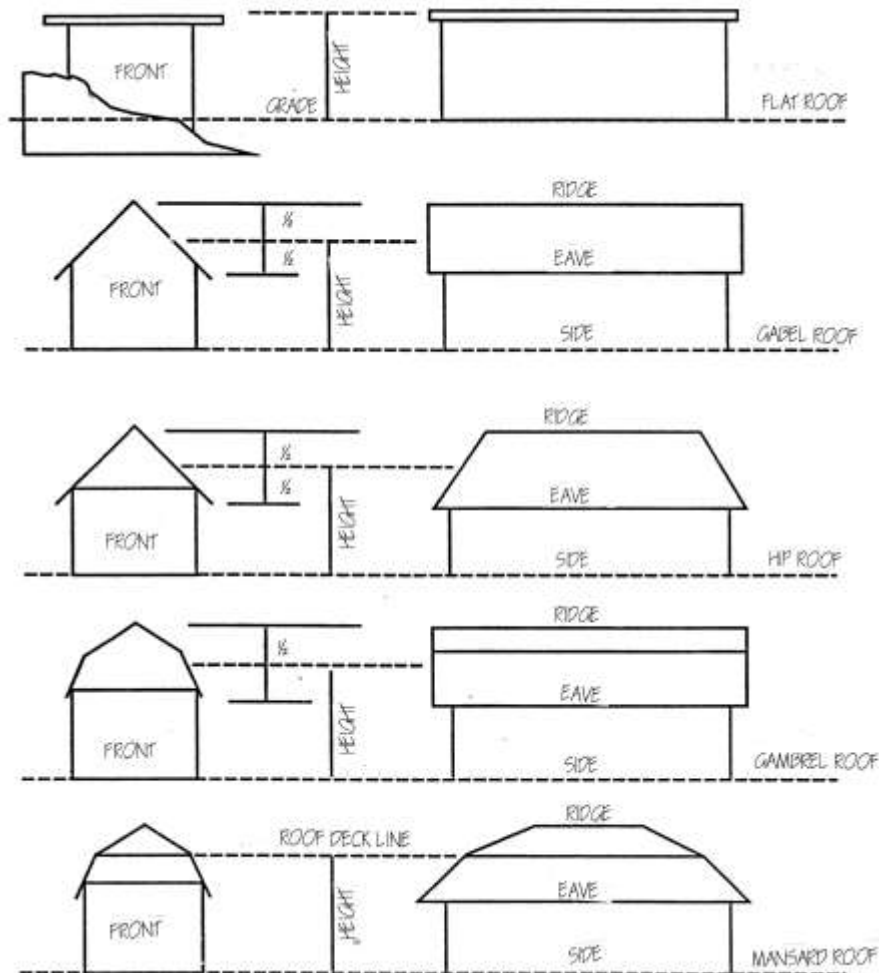 FRONT
GRADE
HEIGHT
FLAT ROOF
RIDGE
½
½
EAVE
FRONT
HEIGHT
SIDE
GABEL ROOF
RIDGE
½
½
EAVE
FRONT
HEIGHT
SIDE
HIP ROOF
RIDGE
½
EAVE
FRONT
HEIGHT
SIDE
GAMBREL ROOF
RIDGE
ROOF DECK LINE
EAVE
FRONT
HEIGHT
SIDE
MANSARD ROOF